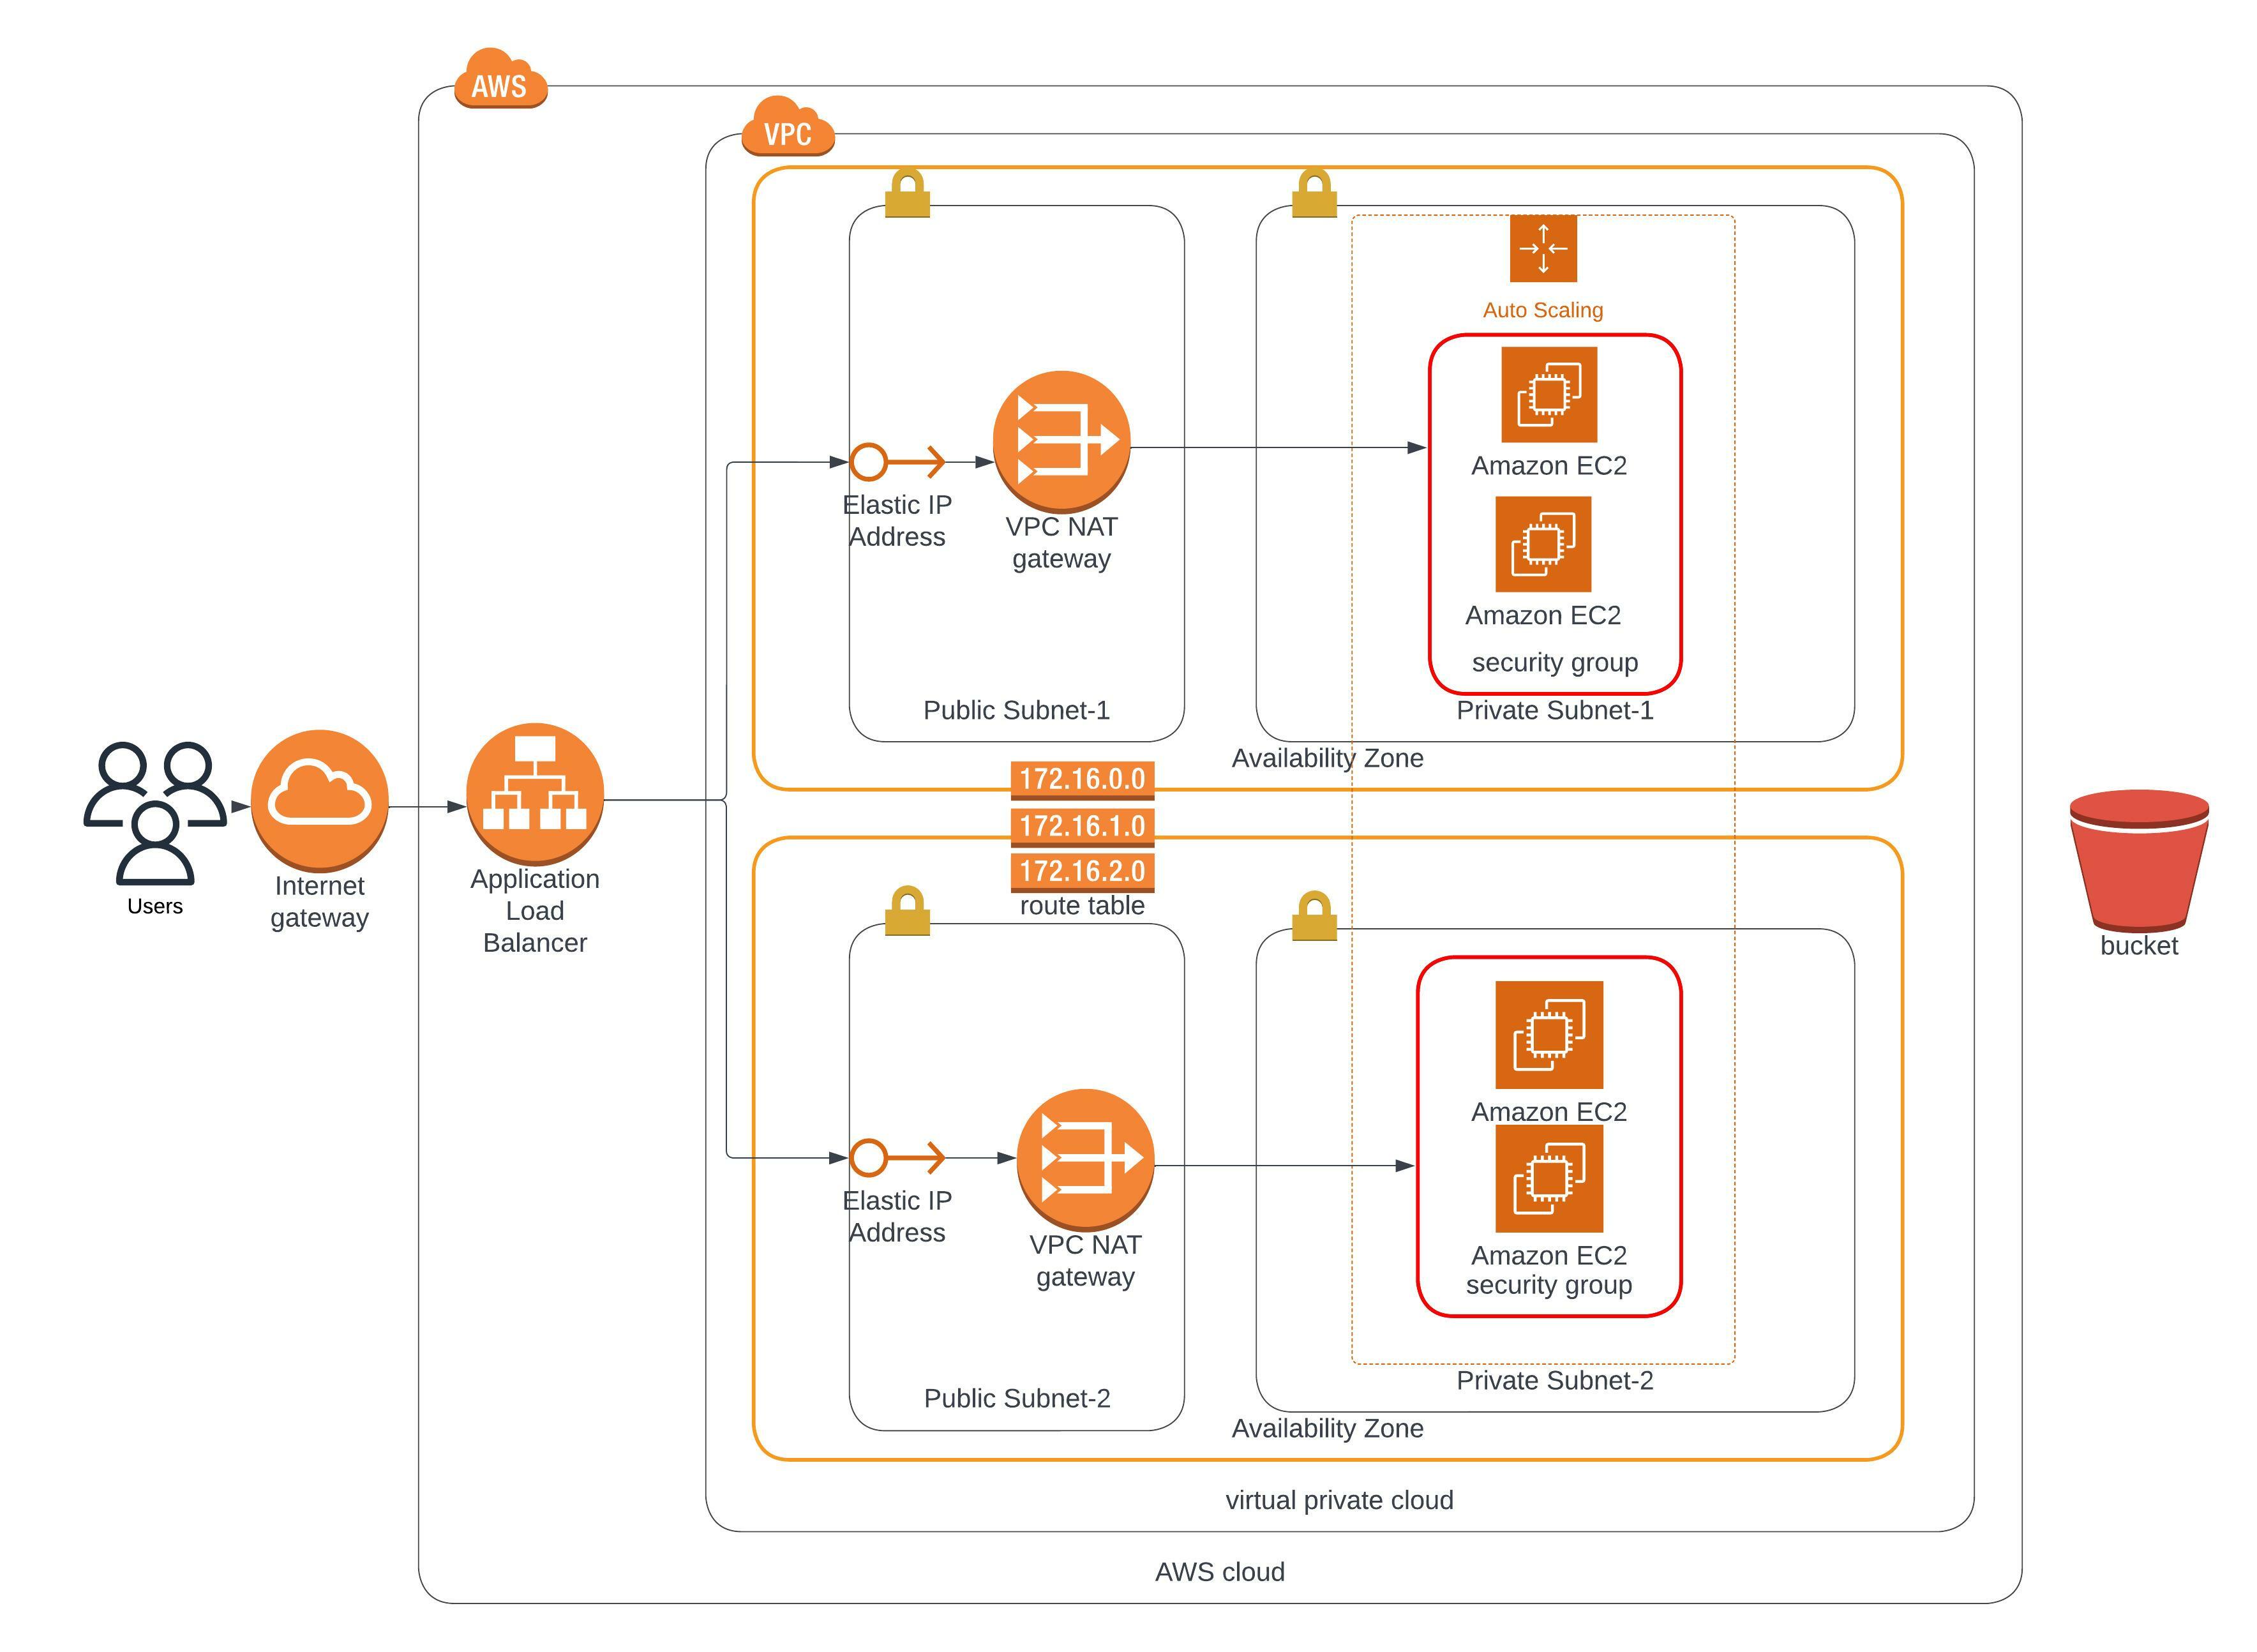 AWS
VPC
Auto Scaling
Amazon EC2
Elastic IP
Address
VPC NAT
gateway
Amazon EC2
security group
Public Subnet-1
Private Subnet-1
Availability Zone
172.16.0.0
172.16.1.0
172.16.2.0
route table
Users
Internet
gateway
Application
Load
Balancer
bucket
Amazon EC2
Elastic IP
Address
VPC NAT
gateway
Amazon EC2
security group
Public Subnet-2
Private Subnet-2
Availability Zone
virtual private cloud
AWS cloud